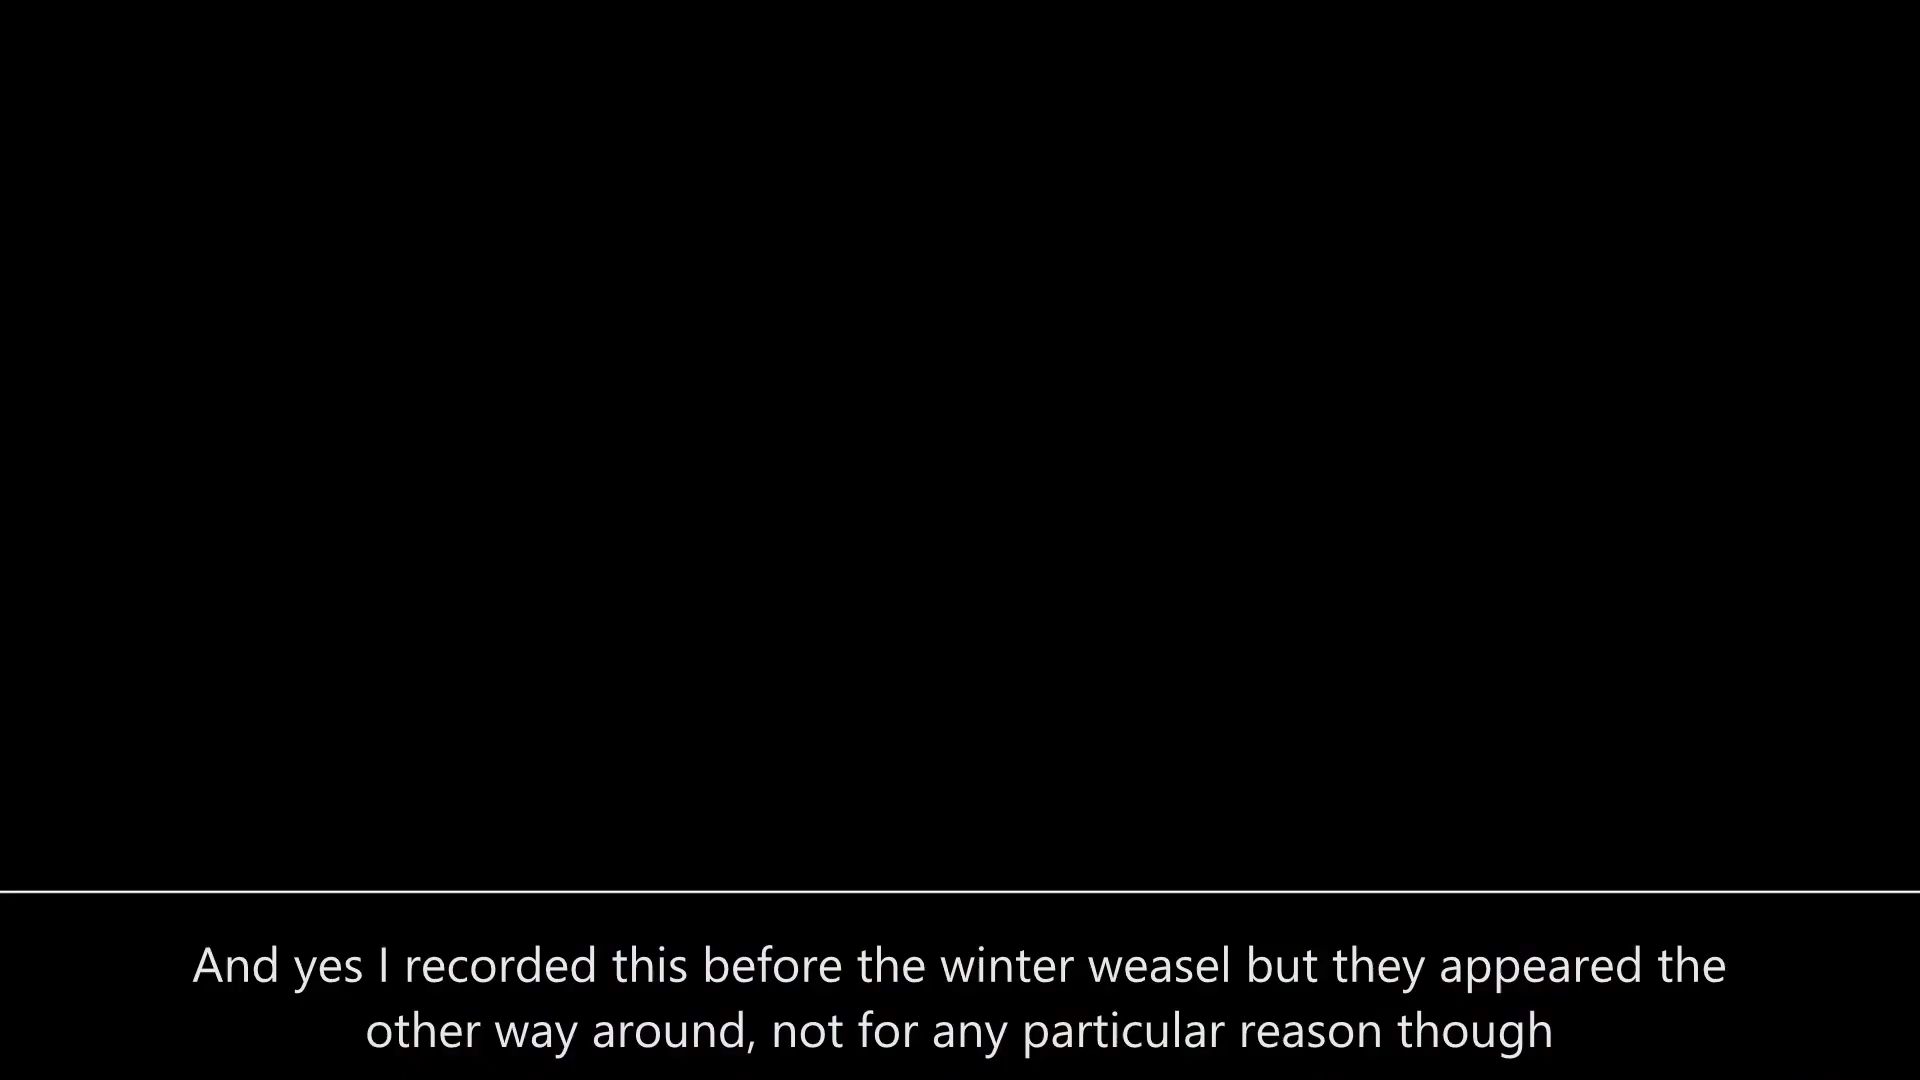 And yes I recorded this before the winter weasel but they appeared the
other way around, not for any particular reason though